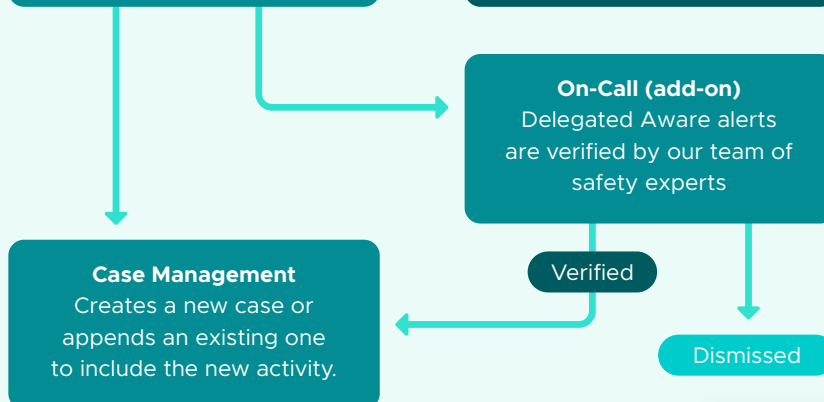 On-Call (add-on)
Delegated Aware alerts
are verified by our team of
safety experts
Verified
Case Management
Creates a new case or
appends an existing one
to include the new activity.
Dismissed